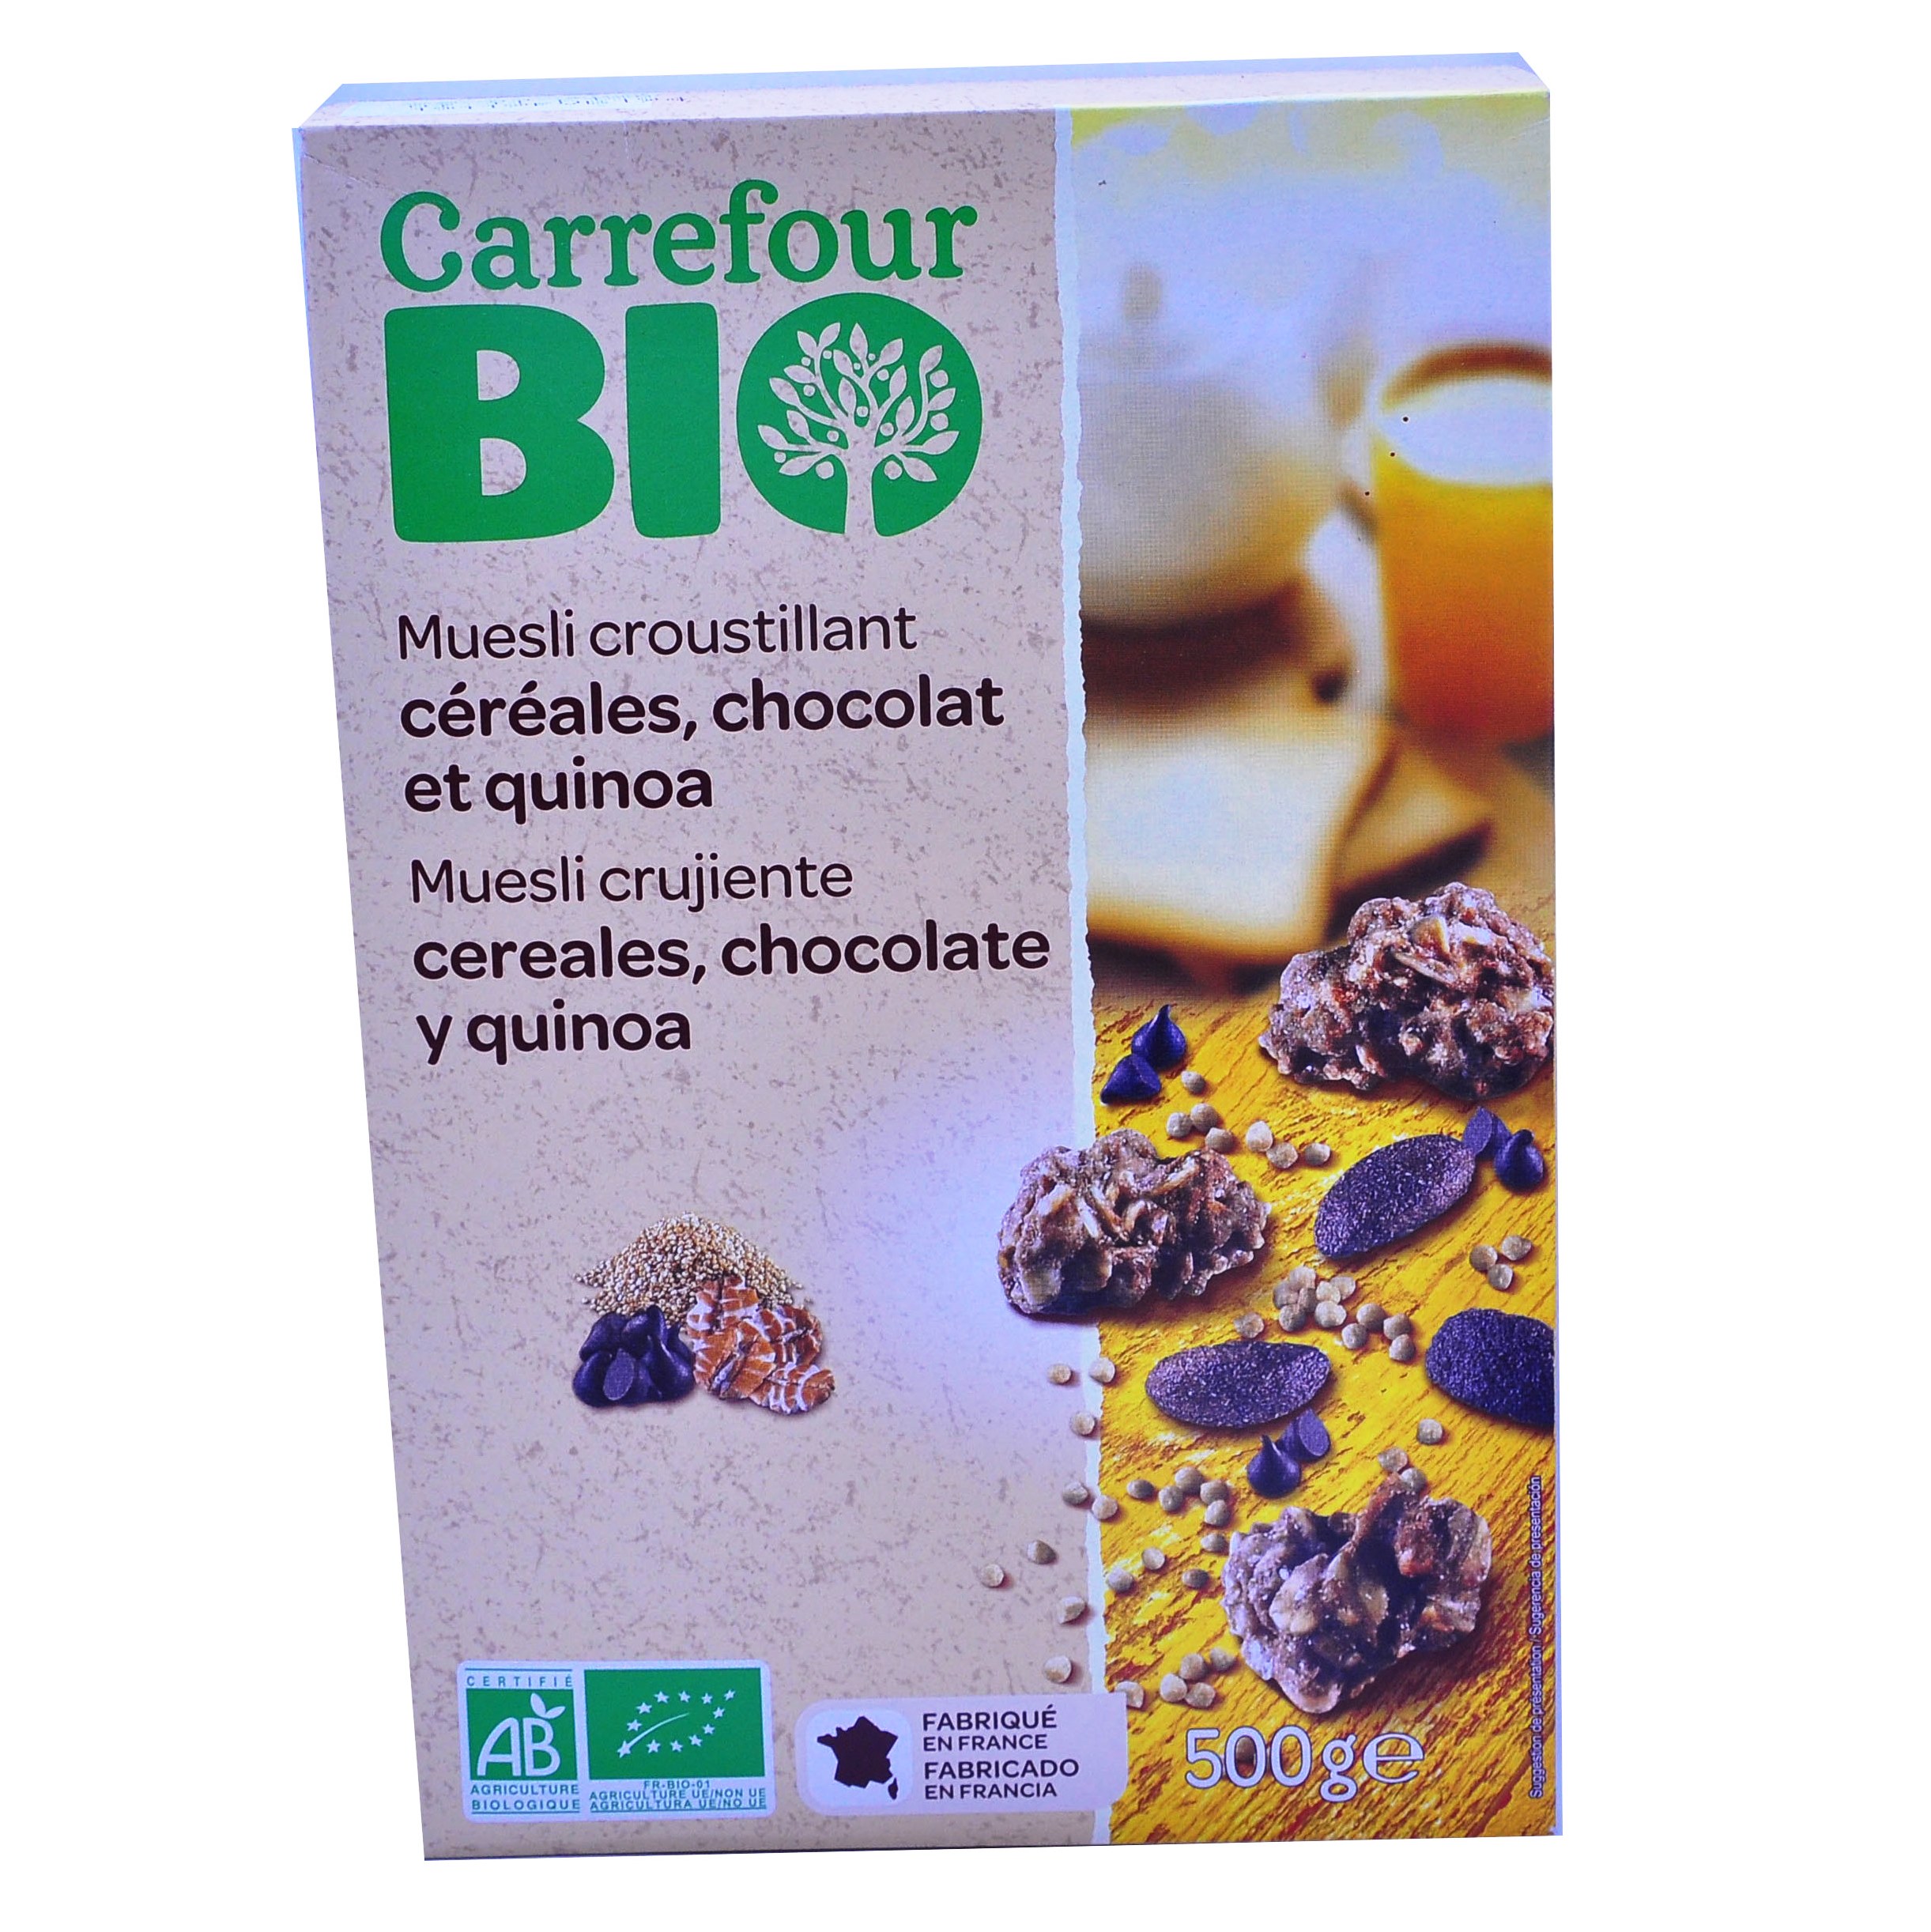 Carrefour
BIO
Muesli croustillant
céréales, chocolat
et quinoa
Muesli crujiente
cereales, chocolate
y quinoa
CERTIFIÉ
AB
AGRICULTURE
BIOLOGIQUE
FR-BIO-01
AGRICULTURE UE/NON UE
AGRICULTURA UE/NO UE
FABRIQUÉ
EN FRANCE
FABRICADO
EN FRANCIA
500g℮
Suggestion de présentation / Sugerencia de presentación